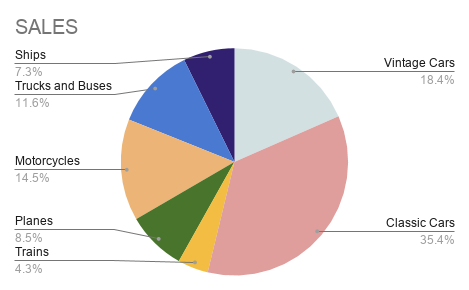 SALES
Ships
7.3%
Trucks and Buses
11.6%
Motorcycles
14.5%
Planes
8.5%
Trains
4.3%
Vintage Cars
18.4%
Classic Cars
35.4%